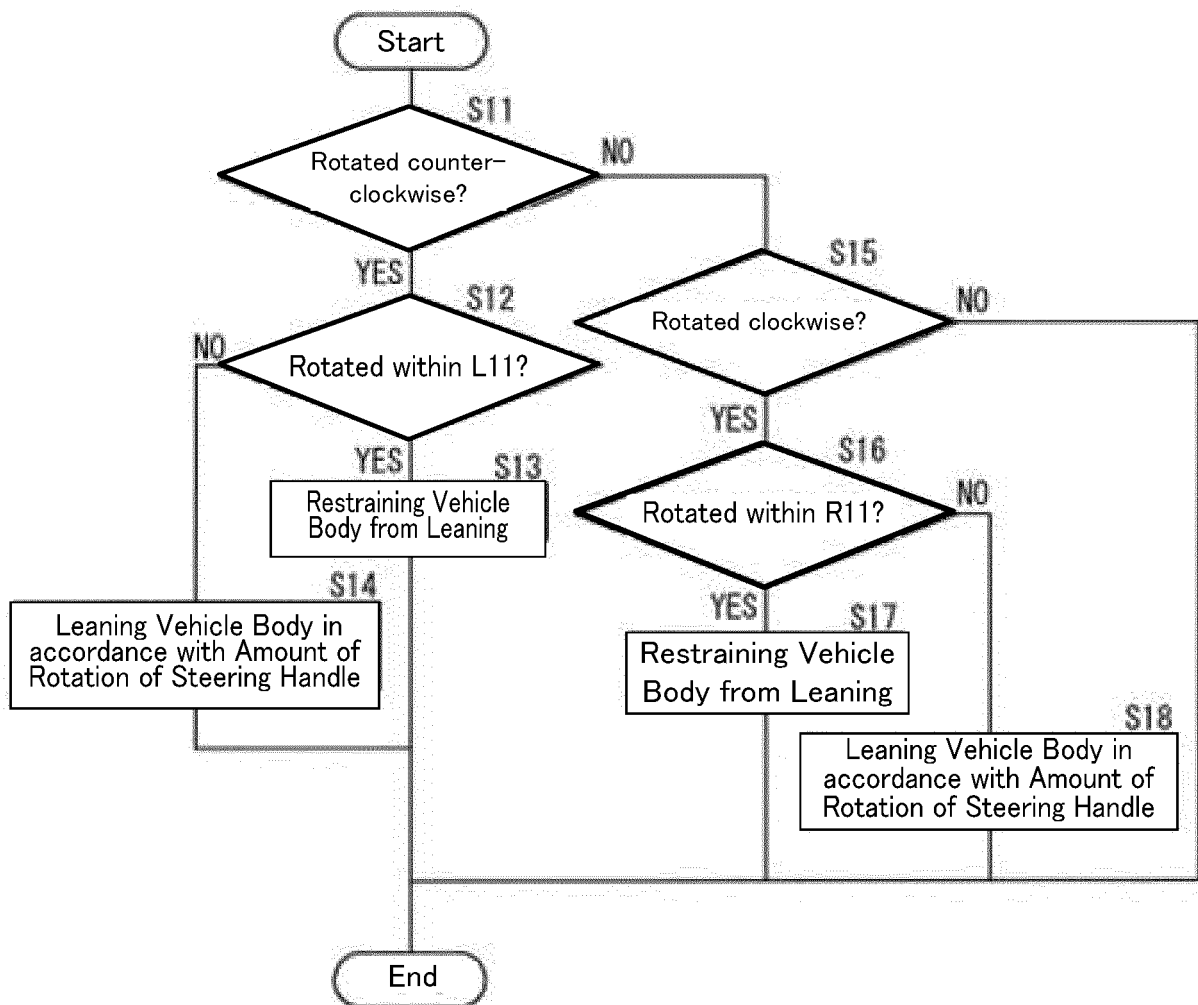 Start
S11
Rotated counter-
clockwise?
NO
YES
S12
Rotated within L11?
NO
YES
S13
Restraining Vehicle
Body from Leaning
S14
Leaning Vehicle Body in
accordance with Amount of
Rotation of Steering Handle
S15
Rotated clockwise?
NO
YES
S16
Rotated within R11?
NO
YES
S17
Restraining Vehicle
Body from Leaning
S18
Leaning Vehicle Body in
accordance with Amount of
Rotation of Steering Handle
End